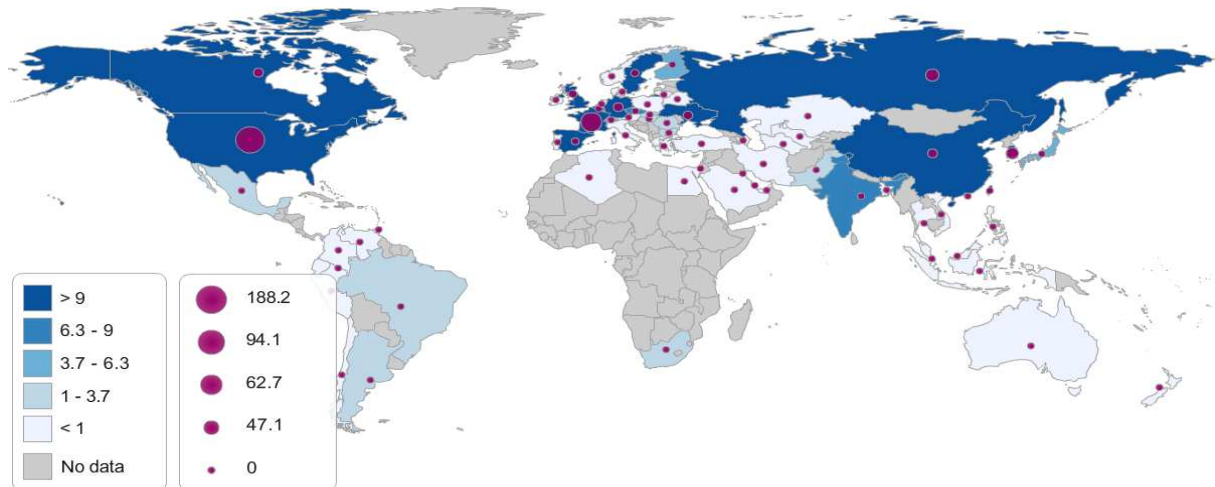 > 9
6.3 - 9
3.7 - 6.3
1 - 3.7
< 1
No data
188.2
94.1
62.7
47.1
0